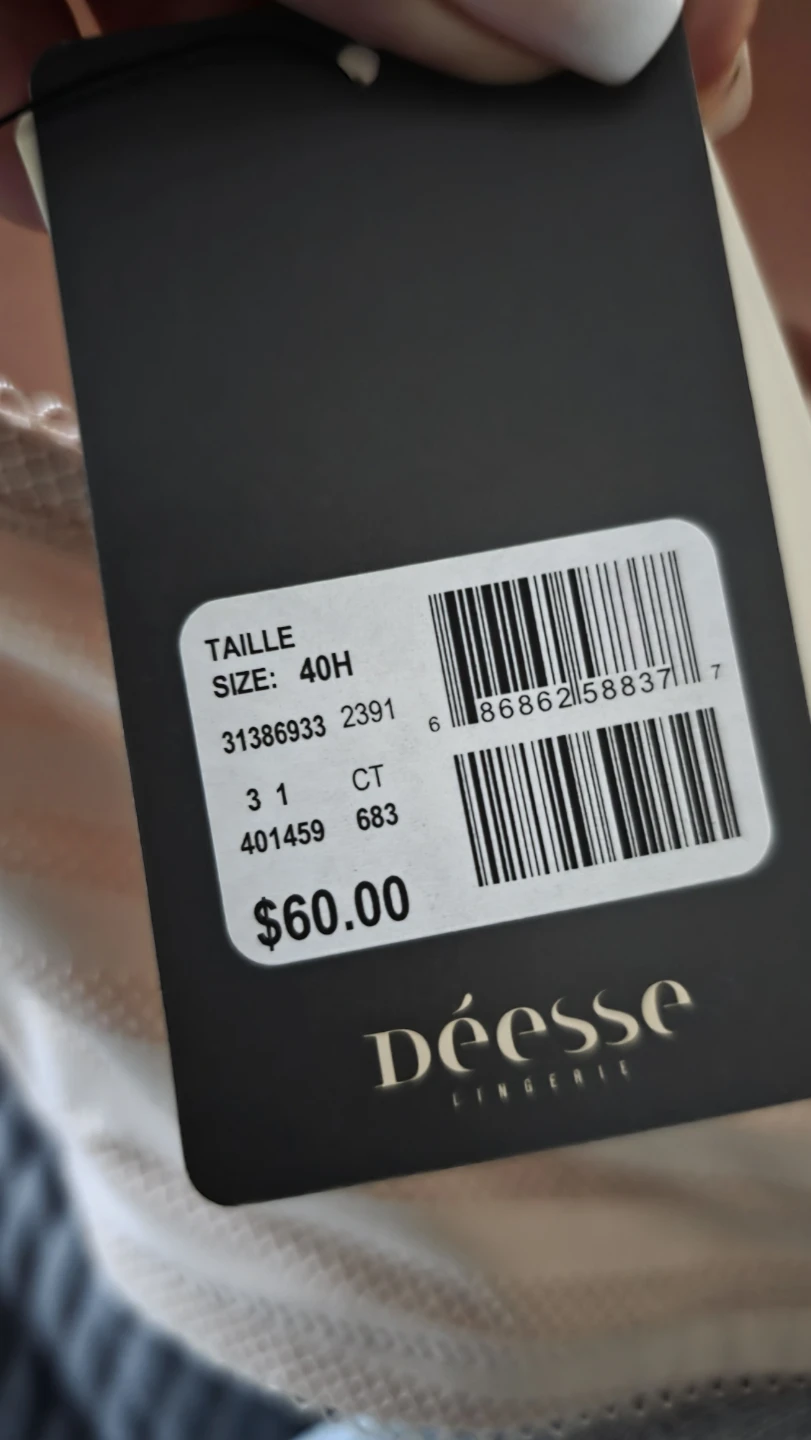 TAILLE
SIZE: 40H
31386933 2391
3 1 CT
401459 683
$60.00
6 86862 58837 7
Déesse
LINGERIE